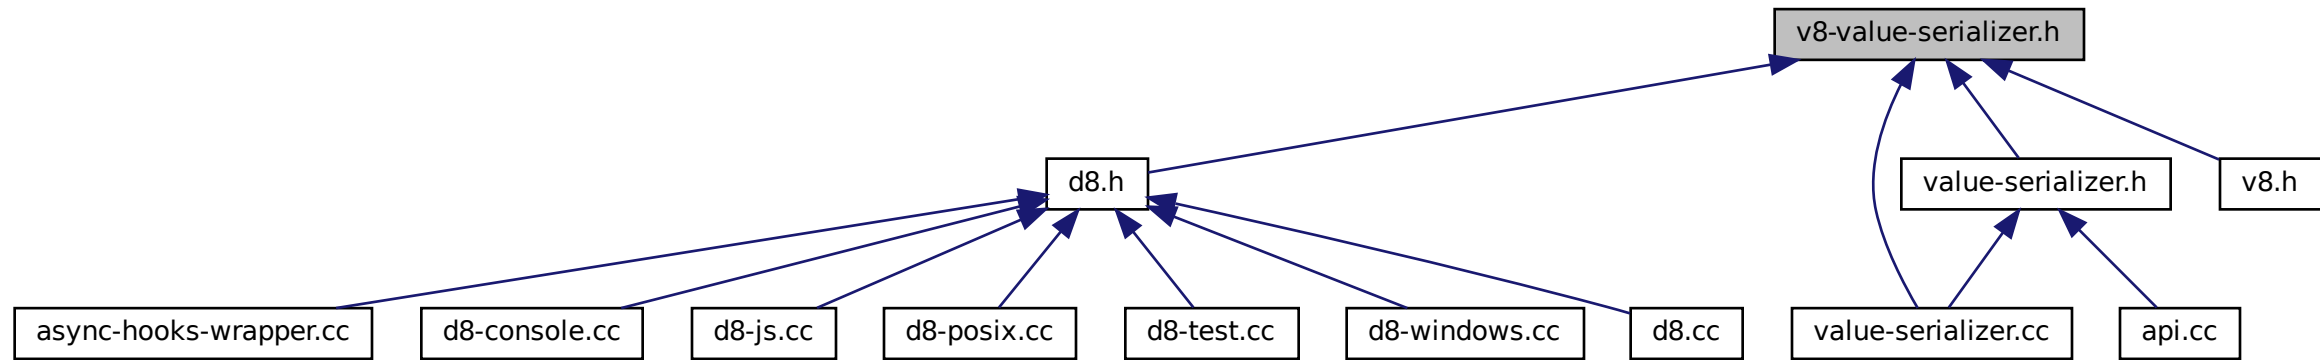 v8-value-serializer.h
d8.h
value-serializer.h
v8.h
async-hooks-wrapper.cc
d8-console.cc
d8-js.cc
d8-posix.cc
d8-test.cc
d8-windows.cc
d8.cc
value-serializer.cc
api.cc